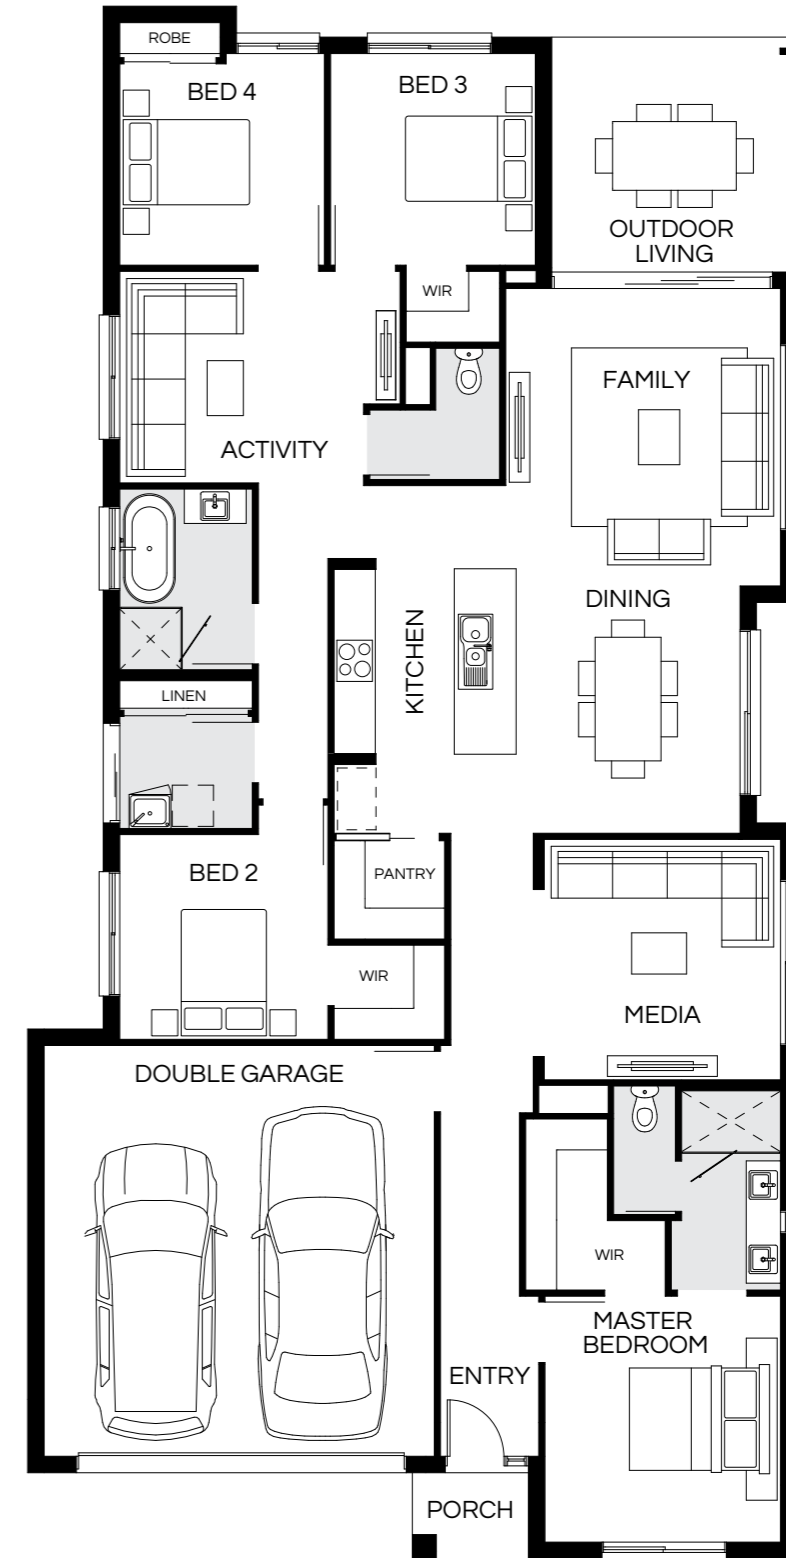 ROBE
BED 4
BED 3
OUTDOOR
LIVING
WIR
FAMILY
ACTIVITY
DINING
KITCHEN
LINEN
BED 2
PANTRY
WIR
MEDIA
DOUBLE GARAGE
WIR
MASTER
BEDROOM
ENTRY
PORCH